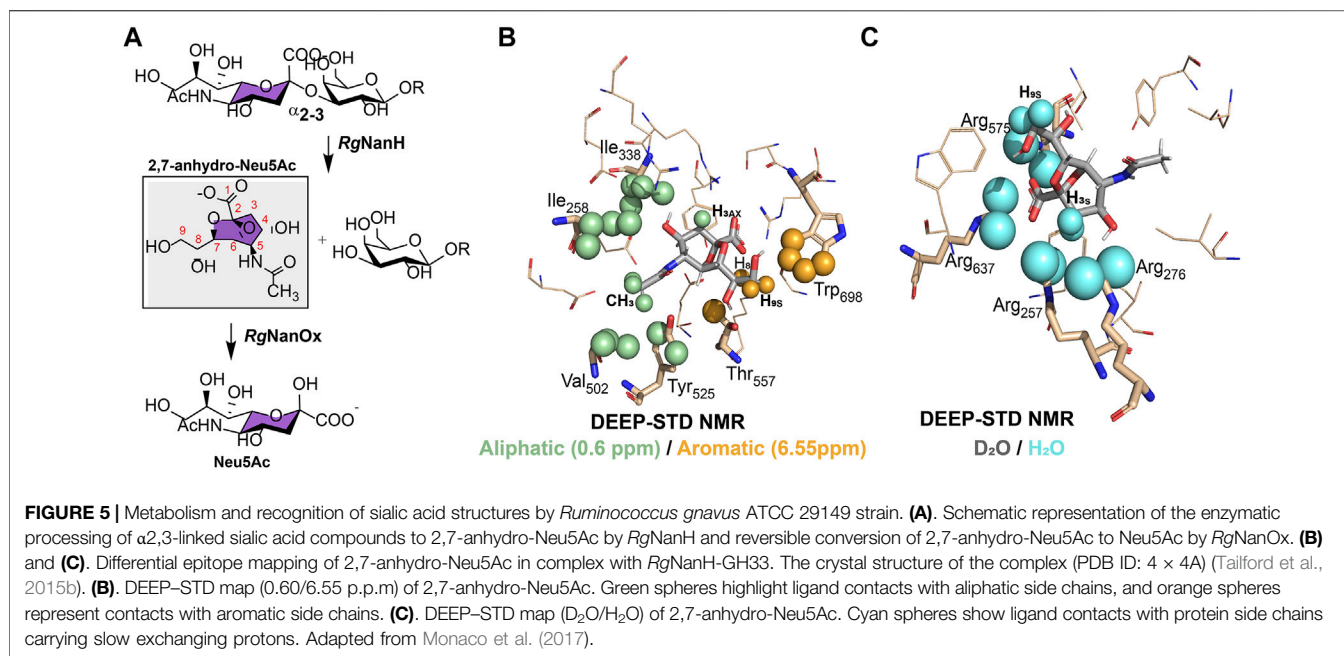 A
HO
OH
OH
COO-
OH
OH
O
AcHN
HO
O
α2-3
HO
O
OR
OH
RgNanH
2,7-anhydro-Neu5Ac
-O
O
1
2
3
4
5
6
7
8
9
O
O
OH
HO
OH
HN
O
CH3
+
HO
OH
O
HO
OR
OH
RgNanOx
OH
OH
OH
HO
O
COO-
AcHN
HO
Neu5Ac
B
Ile338
Ile258
H3AX
CH3
H8
H9S
Trp698
Val502
Tyr525
Thr557
DEEP-STD NMR
Aliphatic (0.6 ppm) / Aromatic (6.55ppm)
C
H9S
Arg575
H3S
Arg637
Arg276
Arg257
DEEP-STD NMR
D₂O / H₂O
FIGURE 5 | Metabolism and recognition of sialic acid structures by Ruminococcus gnavus ATCC 29149 strain. (A). Schematic representation of the enzymatic
processing of α2,3-linked sialic acid compounds to 2,7-anhydro-Neu5Ac by RgNanH and reversible conversion of 2,7-anhydro-Neu5Ac to Neu5Ac by RgNanOx. (B)
and (C). Differential epitope mapping of 2,7-anhydro-Neu5Ac in complex with RgNanH-GH33. The crystal structure of the complex (PDB ID: 4 × 4A) (Tailford et al.,
2015b). (B). DEEP–STD map (0.60/6.55 p.p.m) of 2,7-anhydro-Neu5Ac. Green spheres highlight ligand contacts with aliphatic side chains, and orange spheres
represent contacts with aromatic side chains. (C). DEEP–STD map (D₂O/H₂O) of 2,7-anhydro-Neu5Ac. Cyan spheres show ligand contacts with protein side chains
carrying slow exchanging protons. Adapted from Monaco et al. (2017).